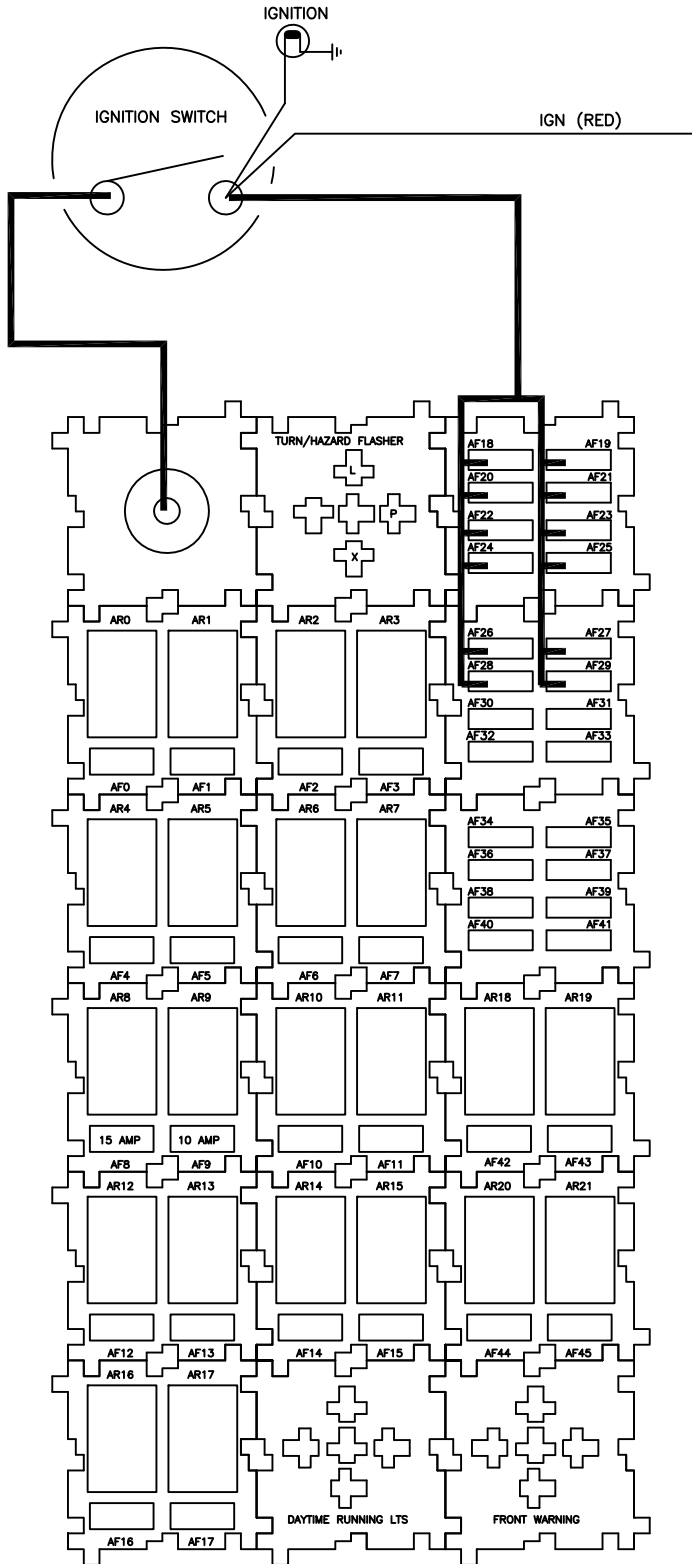 IGNITION
IGNITION SWITCH
IGN (RED)
TURN/HAZARD FLASHER
L
P
X
AF18 AF19
AF20 AF21
AF22 AF23
AF24 AF25
AR0 AR1 AR2 AR3
AF26 AF27
AF28 AF29
AF30 AF31
AF32 AF33
AF0 AF1 AF2 AF3
AR4 AR5 AR6 AR7
AF34 AF35
AF36 AF37
AF38 AF39
AF40 AF41
AF4 AF5 AF6 AF7
AR8 AR9 AR10 AR11 AR18 AR19
15 AMP 10 AMP
AF8 AF9 AF10 AF11 AF42 AF43
AR12 AR13 AR14 AR15 AR20 AR21
AF12 AF13 AF14 AF15 AF44 AF45
AR16 AR17
DAYTIME RUNNING LTS FRONT WARNING
AF16 AF17